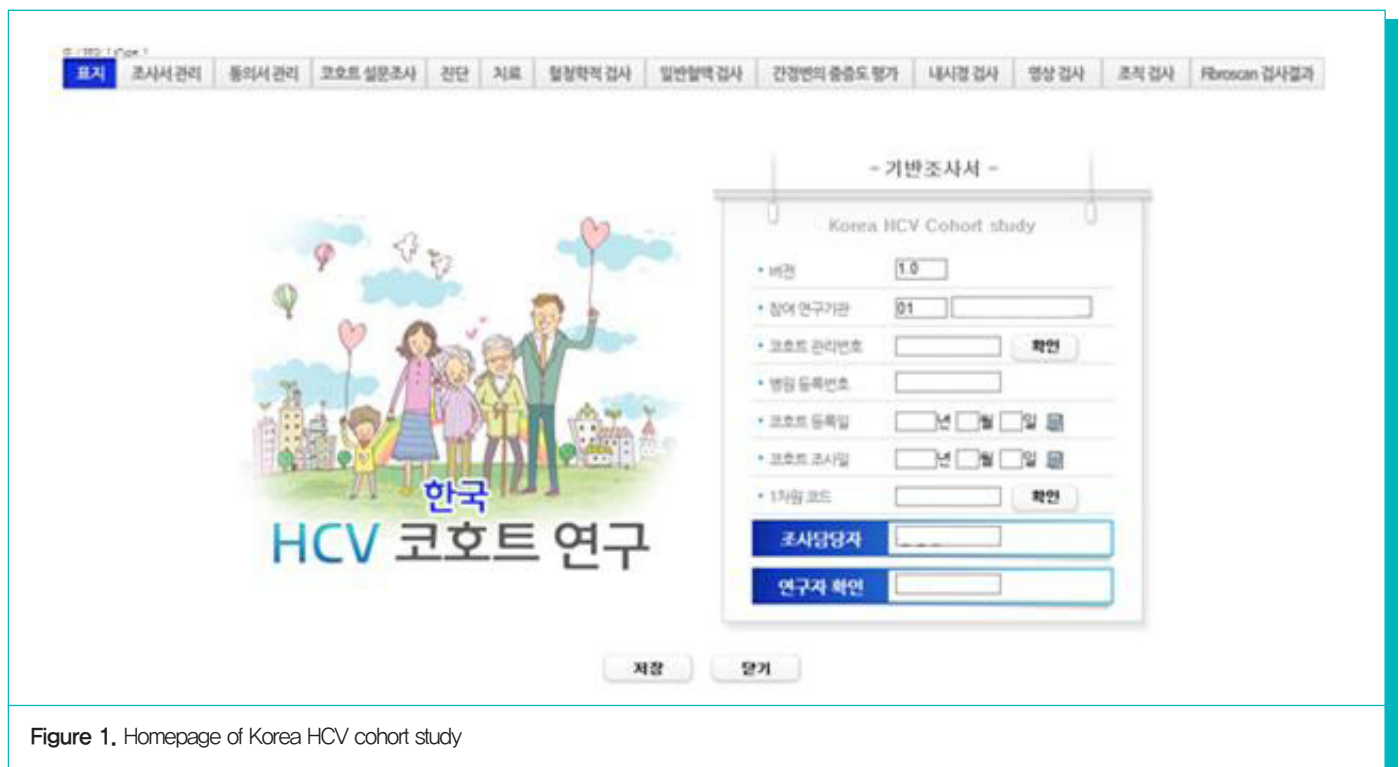 표지 조사서 관리 동의서 관리 코호트 설문조사 진단 치료 혈청학적 검사 일반혈액 검사 간경변의 중증도 평가 내시경 검사 영상 검사 조직 검사 Fibroscan 검사결과
- 기반조사서 -
Korea HCV Cohort study
• 버전 1.0
• 참여 연구기관 01
• 코호트 관리번호 확인
• 병원 등록번호
• 코호트 등록일 년 월 일
• 코호트 조사일 년 월 일
• 1차원 코드 확인
조사담당자
연구자 확인
한국
HCV 코호트 연구
저장 닫기
Figure 1. Homepage of Korea HCV cohort study